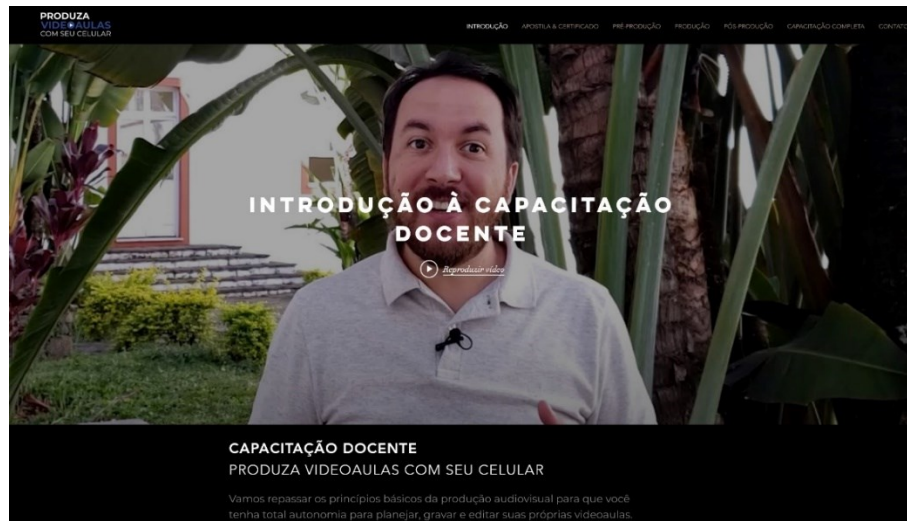 PRODUZA
VIDEOAULAS
COM SEU CELULAR
INTRODUÇÃO APOSTILA & CERTIFICADO PRÉ-PRODUÇÃO PRODUÇÃO PÓS-PRODUÇÃO CAPACITAÇÃO COMPLETA CONTATO
INTRODUÇÃO À CAPACITAÇÃO
DOCENTE
Reproduzir vídeo
CAPACITAÇÃO DOCENTE
PRODUZA VIDEOAULAS COM SEU CELULAR
Vamos repassar os princípios básicos da produção audiovisual para que você
tenha total autonomia para planejar, gravar e editar suas próprias videoaulas.